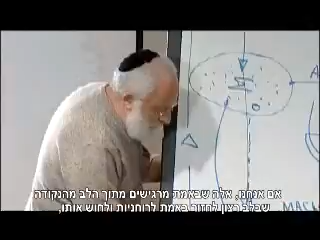 אם אנחנו, אלה שבאמת מרגישים מתוך הלב מהנקודה
שבלב רצון לחזור באמת לרוחניות ולחוש אותו,